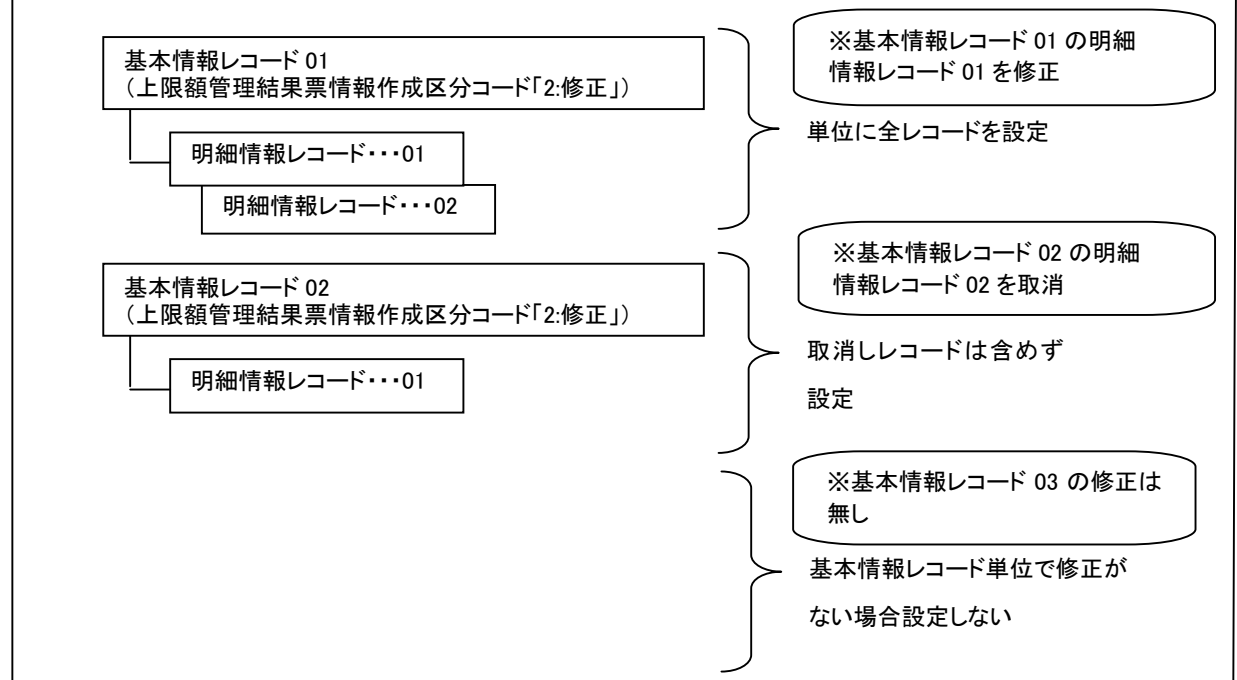 基本情報レコード 01
（上限額管理結果票情報作成区分コード「2:修正」）
明細情報レコード・・・01
明細情報レコード・・・02
※基本情報レコード 01 の明細
情報レコード 01 を修正
単位に全レコードを設定
基本情報レコード 02
（上限額管理結果票情報作成区分コード「2:修正」）
明細情報レコード・・・01
※基本情報レコード 02 の明細
情報レコード 02 を取消
取消しレコードは含めず
設定
※基本情報レコード 03 の修正は
無し
基本情報レコード単位で修正が
ない場合設定しない